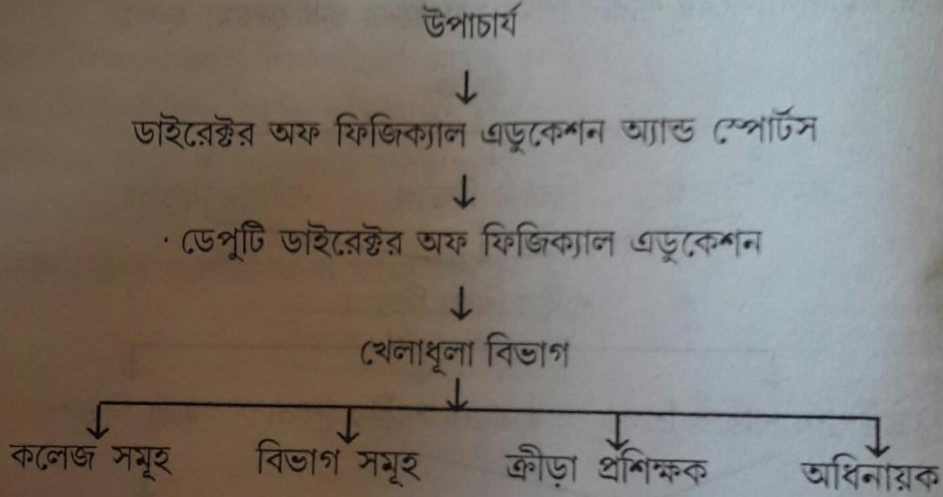 উপাচার্য
ডাইরেক্টর অফ ফিজিক্যাল এডুকেশন অ্যান্ড স্পোর্টস
ডেপুটি ডাইরেক্টর অফ ফিজিক্যাল এডুকেশন
খেলাধূলা বিভাগ
কলেজ সমূহ বিভাগ সমূহ ক্রীড়া প্রশিক্ষক অধিনায়ক